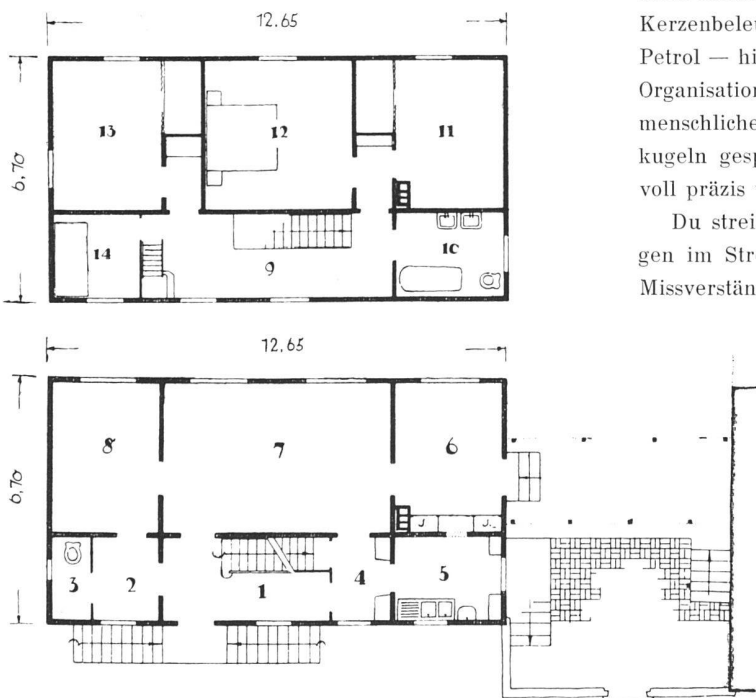 12.65
6,70
13
12
11
14
9
10
12,65
6,70
8
7
6
J
J.
3
2
1
4
5
Kerzenbeleu
Petrol — hi
Organisation
menschliche
kugeln gesp
voll präzis
Du strei
gen im Str
Missverstän